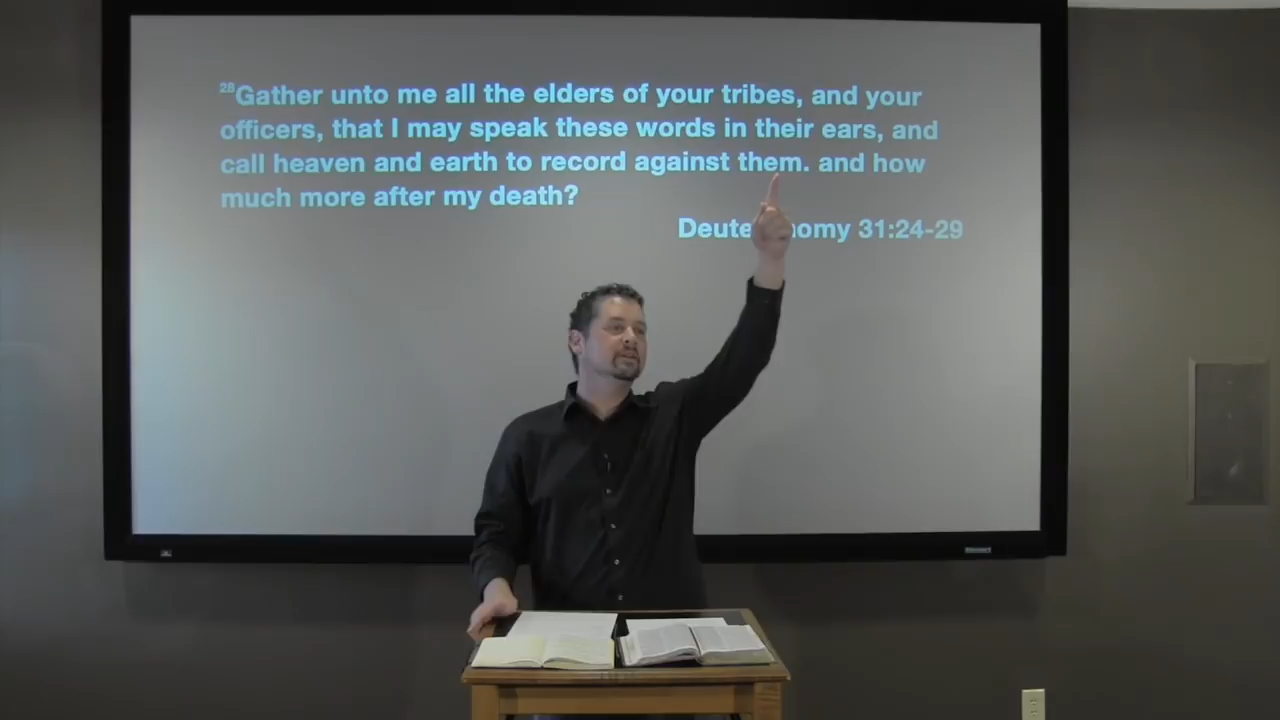 28Gather unto me all the elders of your tribes, and your
officers, that I may speak these words in their ears, and
call heaven and earth to record against them. and how
much more after my death?
Deute nomy 31:24-29